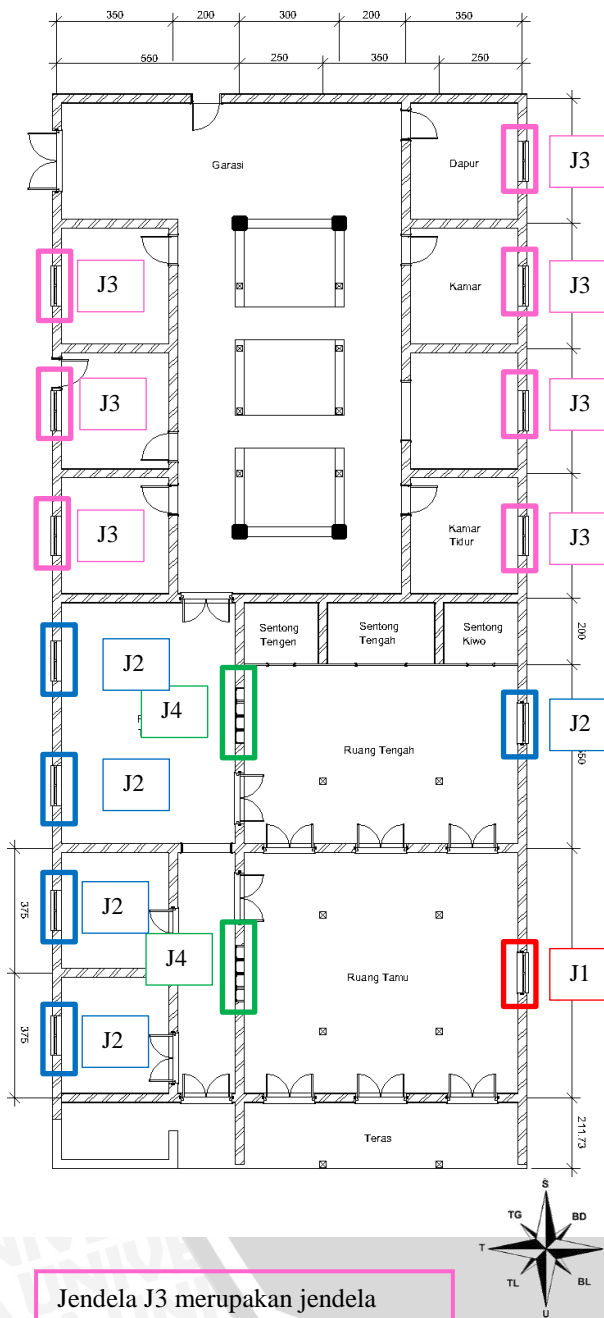 350 200 300 200 350
550 250 350 250
Garasi
Dapur
J3
J3
Kamar
J3
J3
J3
J3
Kamar
Tidur
J3
Sentong
Tengen
Sentong
Tengah
Sentong
Kiwo
200
J2
J4
J2
Ruang Tengah
J2
J2
375
J4
Ruang Tamu
J1
J2
375
Teras
211.73
S
TG
BD
T
TL
BL
U
Jendela J3 merupakan jendela